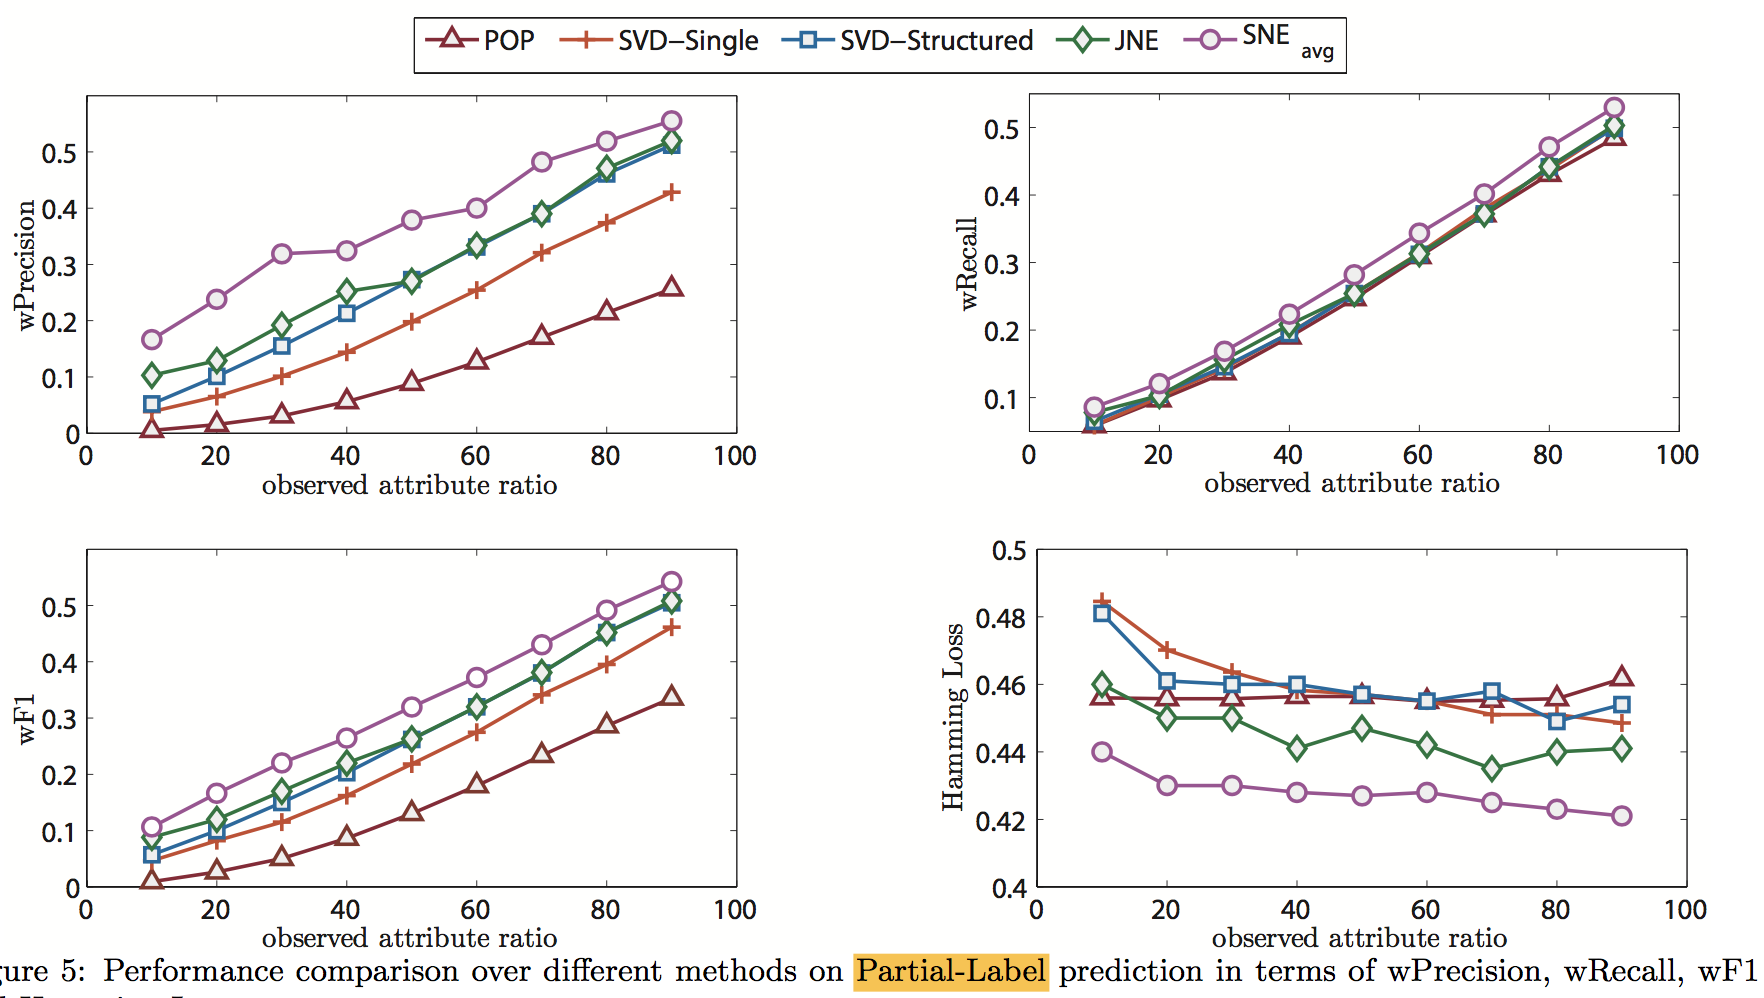 POP SVD–Single SVD–Structured JNE SNE avg
wPrecision
0.5
0.4
0.3
0.2
0.1
0
0 20 40 60 80 100
observed attribute ratio
wRecall
0.5
0.4
0.3
0.2
0.1
0 20 40 60 80 100
observed attribute ratio
wF1
0.5
0.4
0.3
0.2
0.1
0
0 20 40 60 80 100
observed attribute ratio
Hamming Loss
0.5
0.48
0.46
0.44
0.42
0.4
0 20 40 60 80 100
observed attribute ratio
gure 5: Performance comparison over different methods on Partial-Label prediction in terms of wPrecision, wRecall, wF1